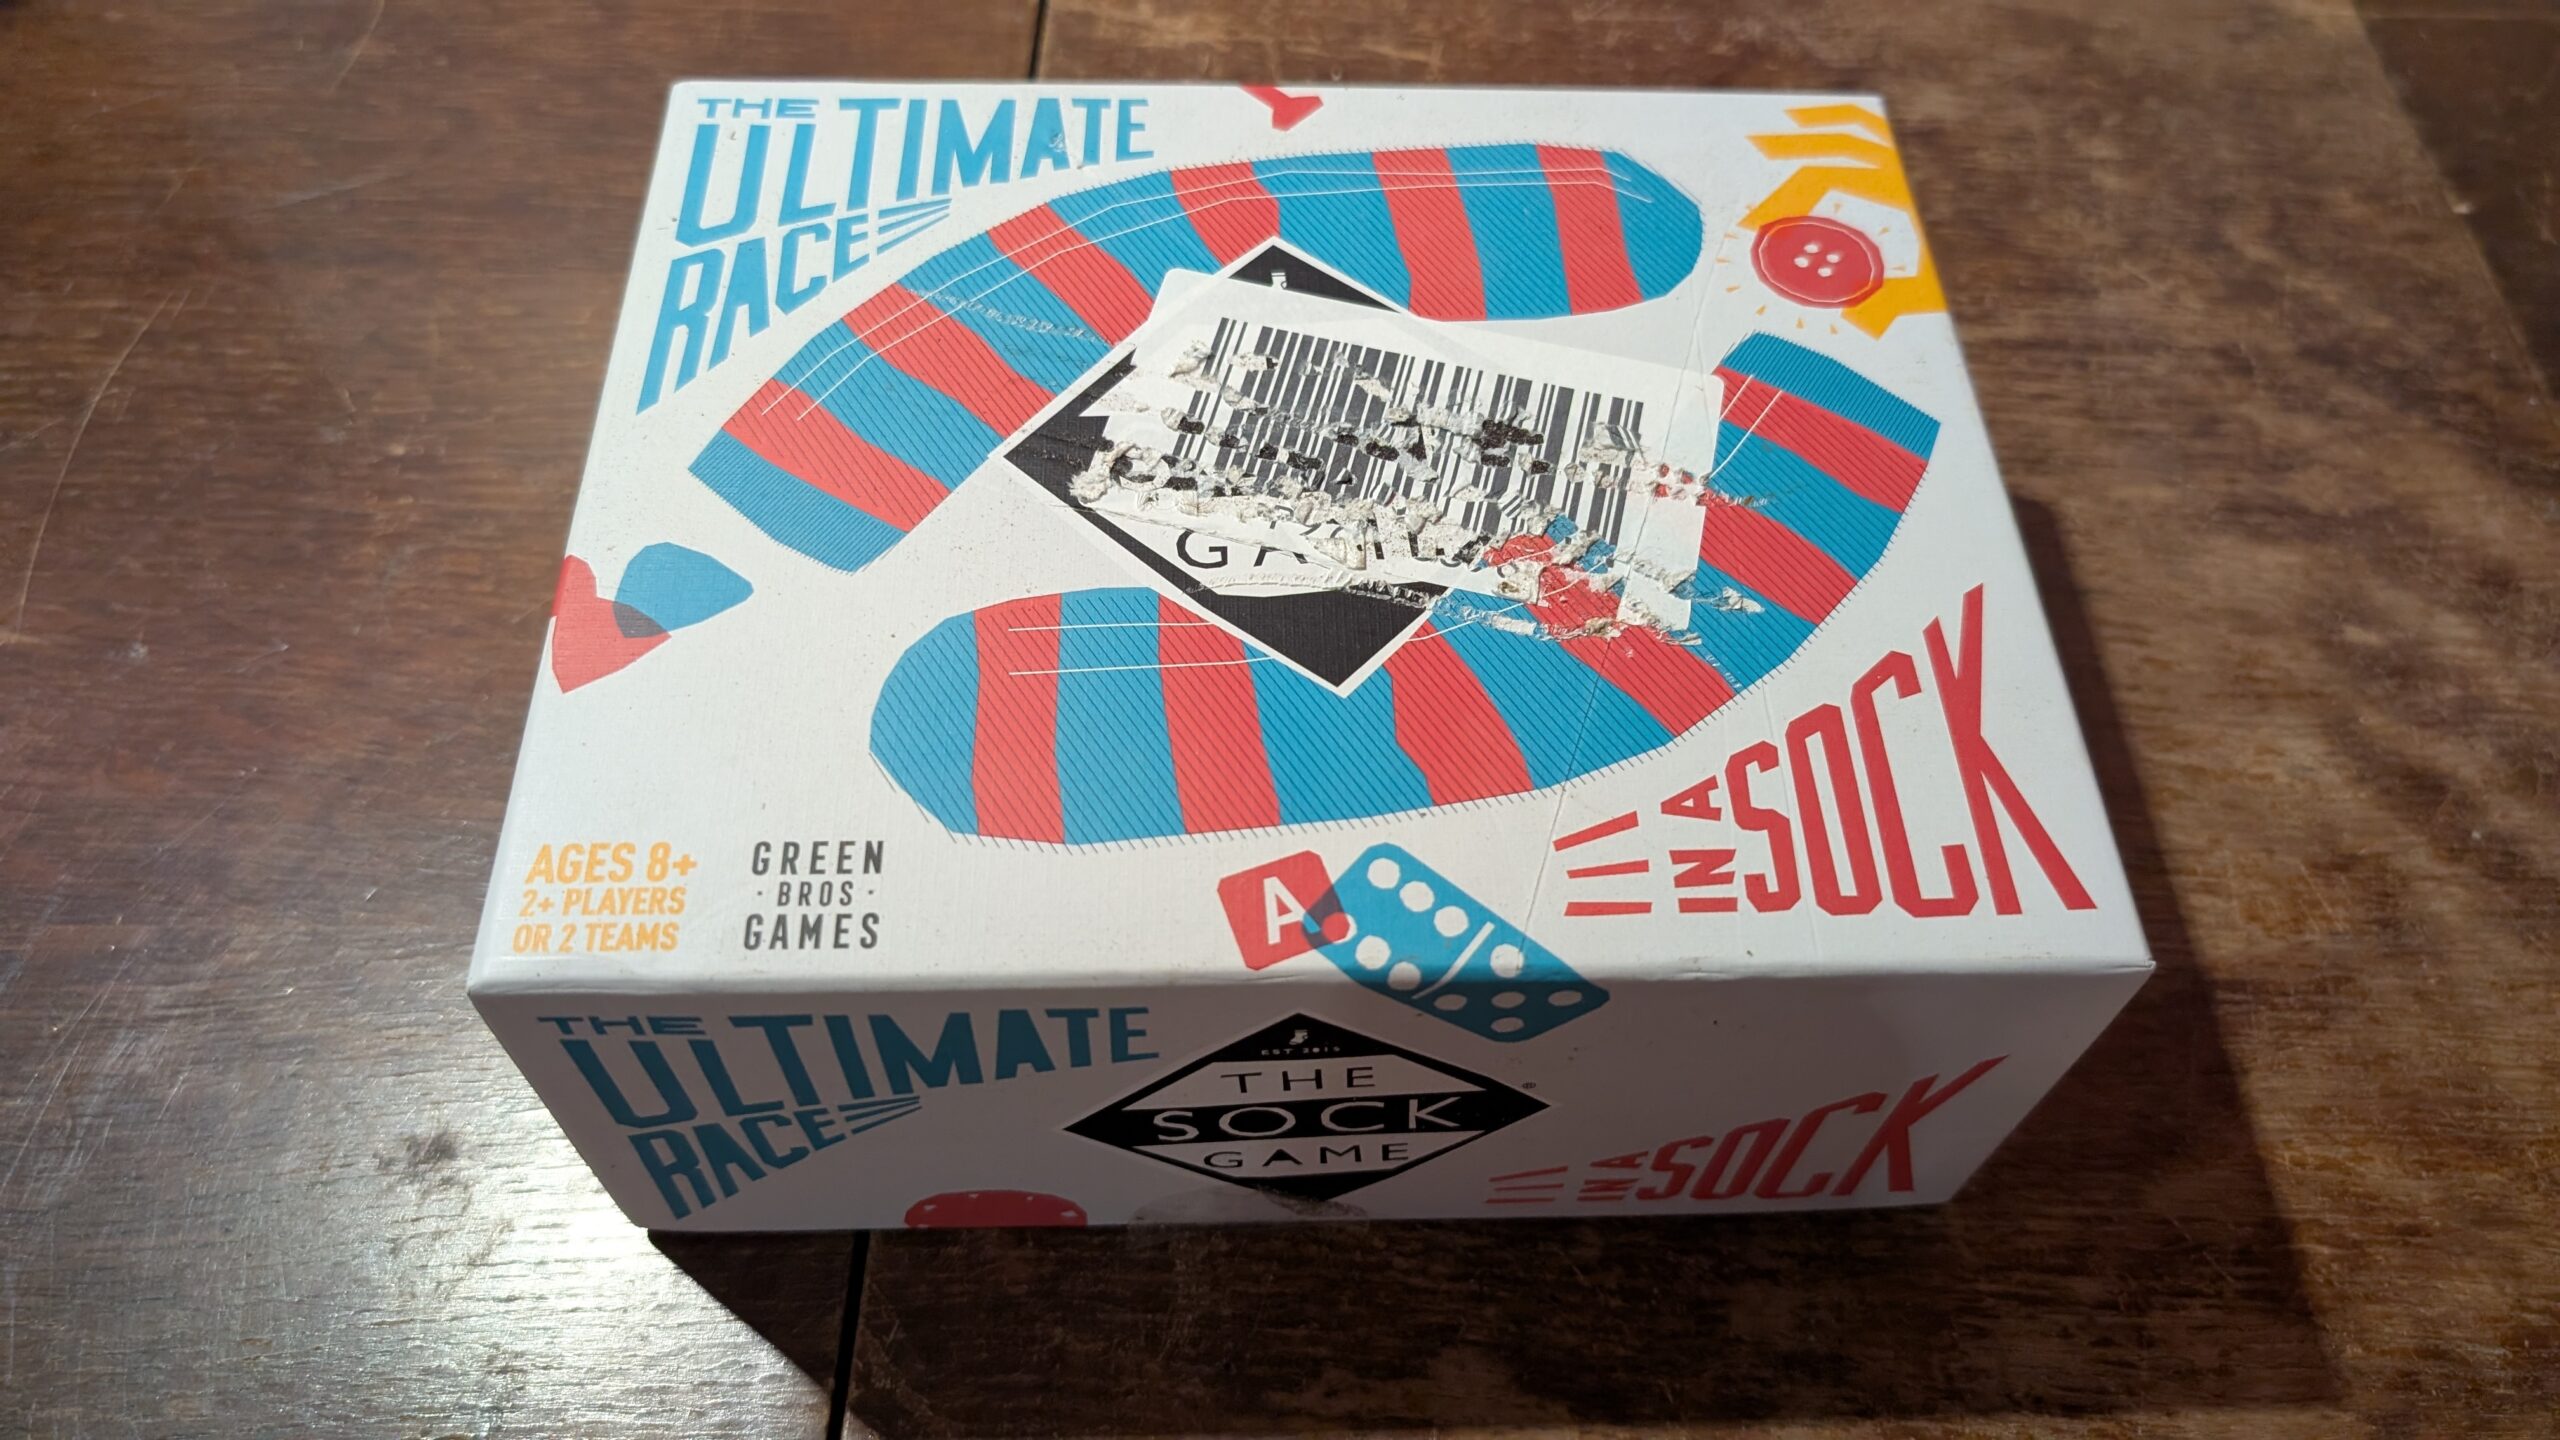 THE
ULTIMATE
RACE
GA
IN A
SOCK
AGES 8+
2+ PLAYERS
OR 2 TEAMS
GREEN
· BROS ·
GAMES
A
THE
ULTIMATE
RACE
EST 2015
THE
SOCK
GAME
®
IN A
SOCK